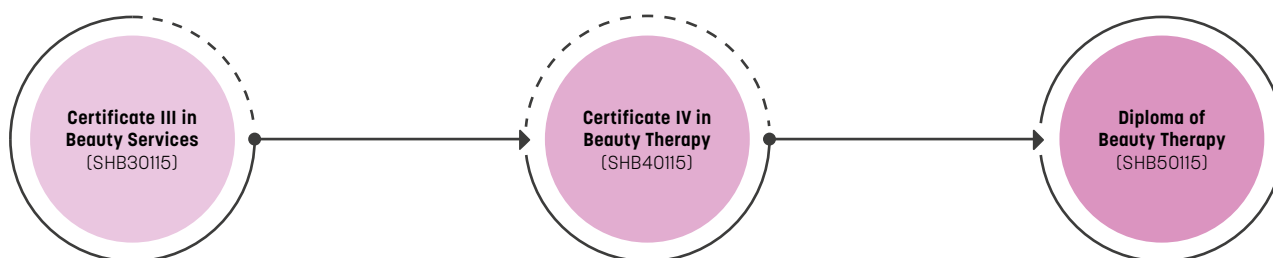 Certificate III in
Beauty Services
(SHB30115)
Certificate IV in
Beauty Therapy
(SHB40115)
Diploma of
Beauty Therapy
(SHB50115)